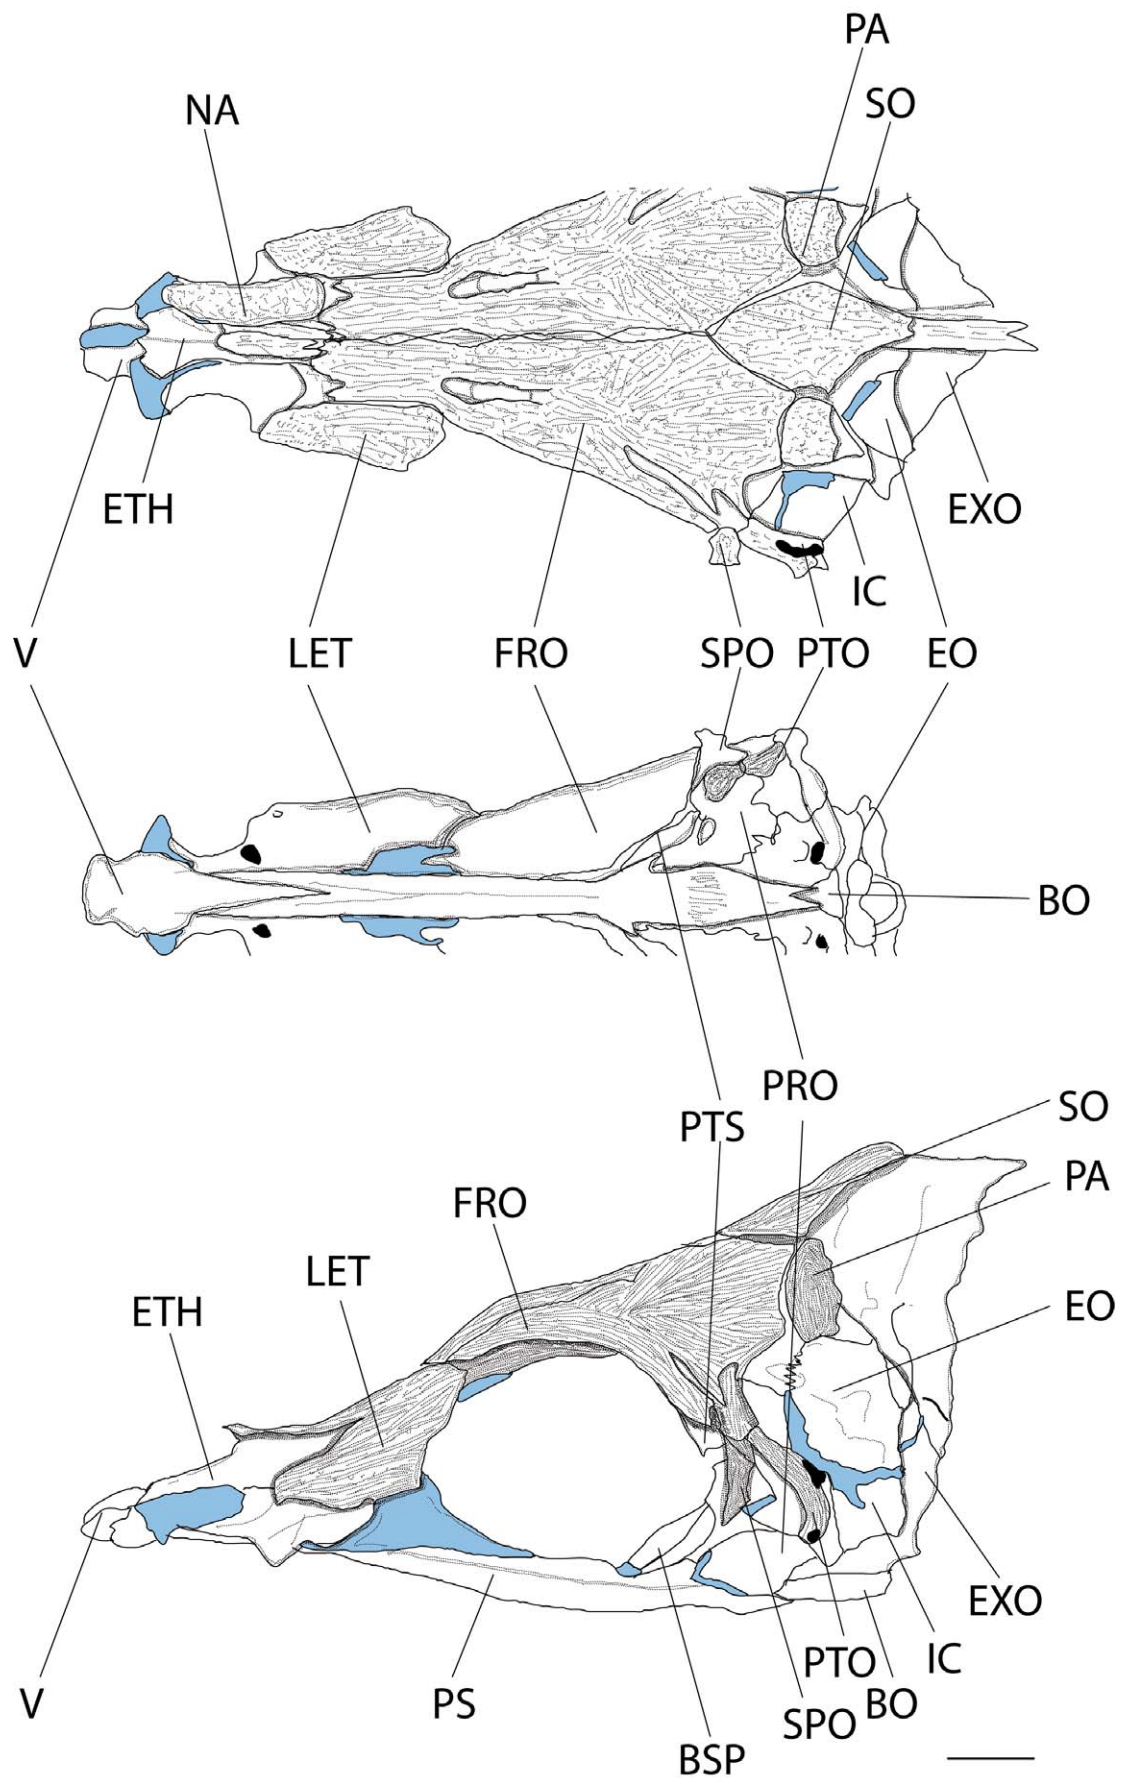 PA
SO
NA
ETH
EXO
IC
V
LET
FRO
SPO
PTO
EO
BO
PRO
PTS
SO
PA
FRO
LET
ETH
EO
EXO
IC
PTO
V
PS
BO
SPO
BSP